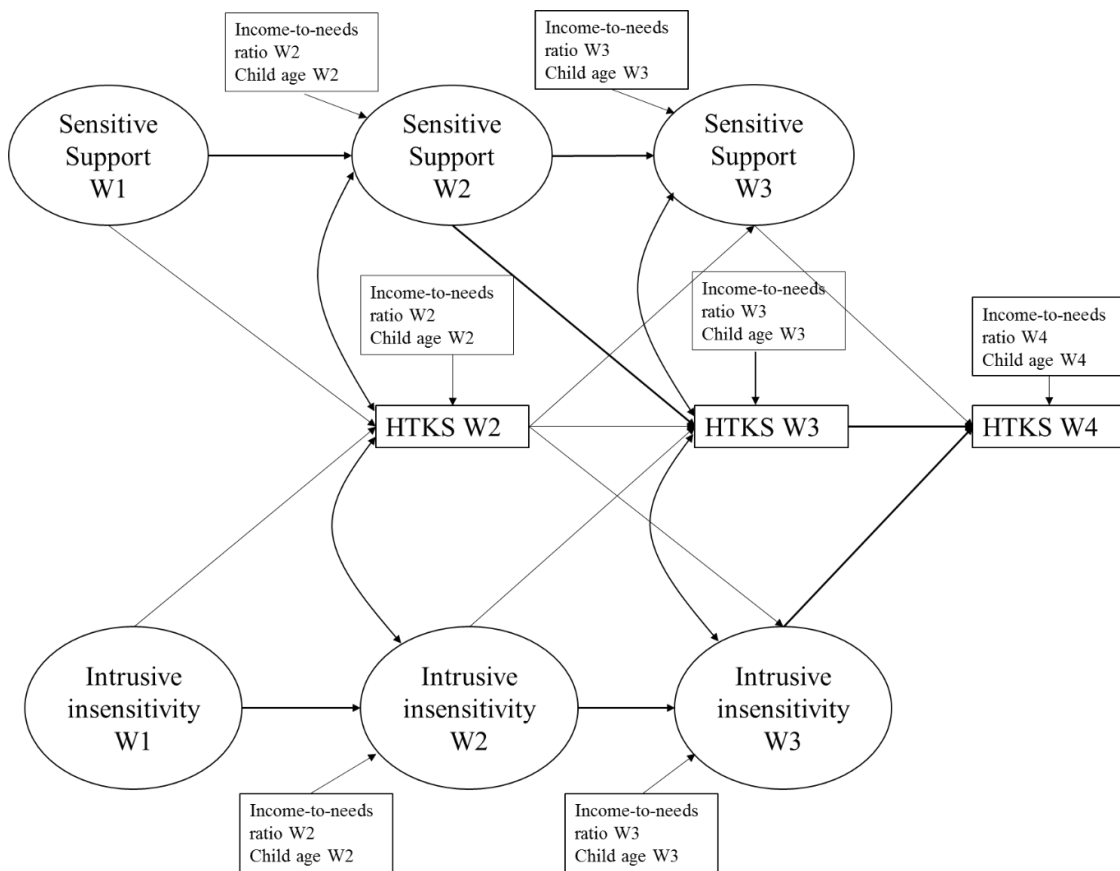 Income-to-needs
ratio W2
Child age W2
Income-to-needs
ratio W3
Child age W3
Sensitive
Support
W1
Sensitive
Support
W2
Sensitive
Support
W3
Income-to-needs
ratio W2
Child age W2
Income-to-needs
ratio W3
Child age W3
Income-to-needs
ratio W4
Child age W4
HTKS W2
HTKS W3
HTKS W4
Intrusive
insensitivity
W1
Intrusive
insensitivity
W2
Intrusive
insensitivity
W3
Income-to-needs
ratio W2
Child age W2
Income-to-needs
ratio W3
Child age W3